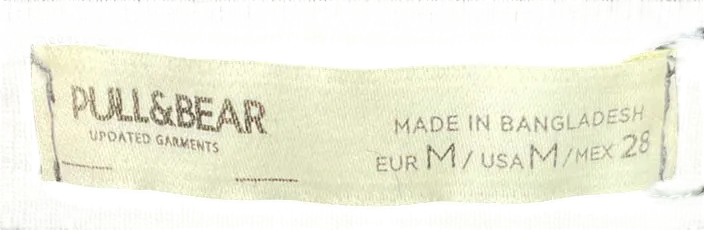 PULL&BEAR
UPDATED GARMENTS
MADE IN BANGLADESH
EUR M / USA M / MEX 28